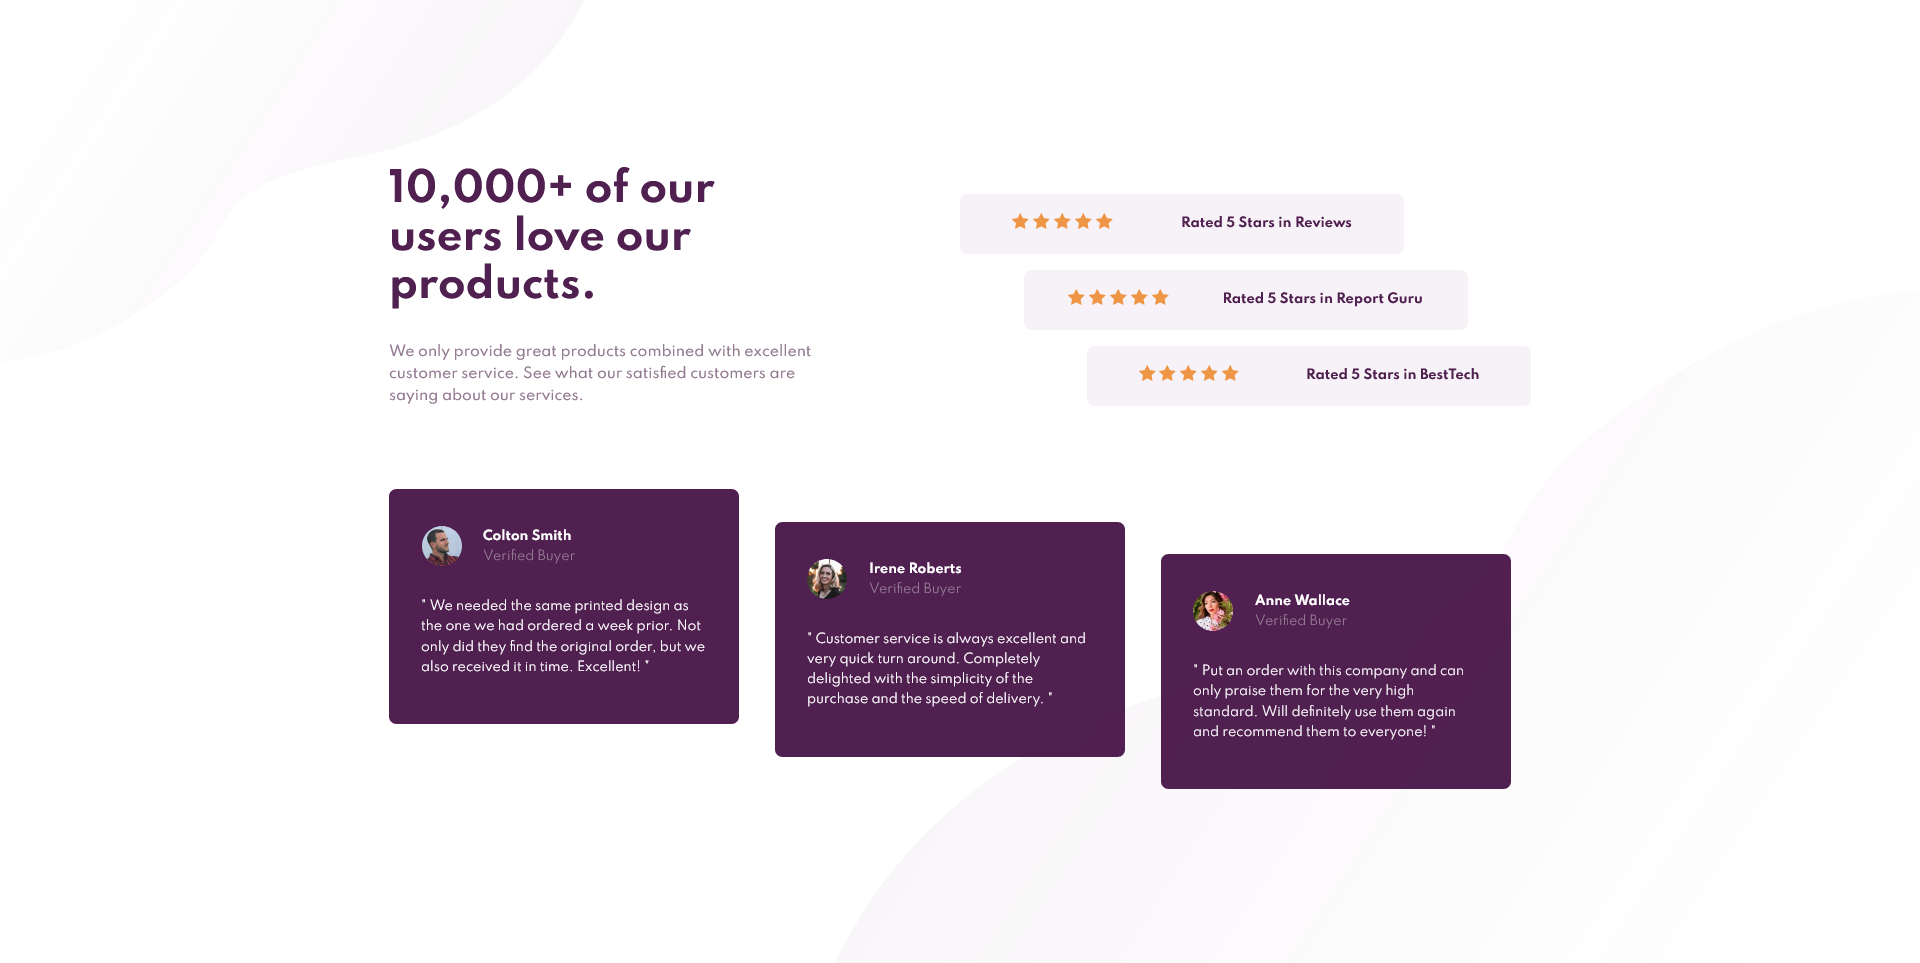 10,000+ of our
users love our
products.
We only provide great products combined with excellent
customer service. See what our satisfied customers are
saying about our services.
Rated 5 Stars in Reviews
Rated 5 Stars in Report Guru
Rated 5 Stars in BestTech
Colton Smith
Verified Buyer
" We needed the same printed design as
the one we had ordered a week prior. Not
only did they find the original order, but we
also received it in time. Excellent! "
Irene Roberts
Verified Buyer
" Customer service is always excellent and
very quick turn around. Completely
delighted with the simplicity of the
purchase and the speed of delivery. "
Anne Wallace
Verified Buyer
" Put an order with this company and can
only praise them for the very high
standard. Will definitely use them again
and recommend them to everyone! "